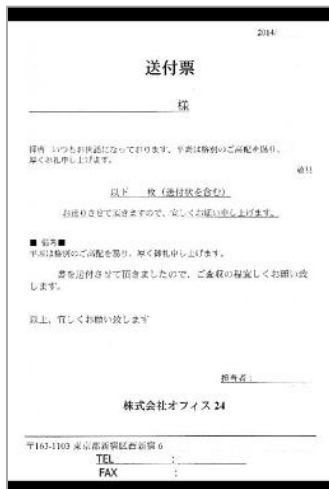 2014/
送付票
様
拝啓 いつもお世話になっております。平素は格別のご高配を賜り、
厚くお礼申し上げます。
敬具
以下 枚（送付状を含む）
お送りさせて頂きますので、宜しくお願い申し上げます。
■ 備考■
平素は格別のご高配を賜り、厚く御礼申し上げます。
書を送付させて頂きましたので、ご査収の程宜しくお願い致
します。
以上、宜しくお願い致します
担当者：
株式会社オフィス 24
〒163-1103 東京都新宿区西新宿 6
TEL :
FAX :